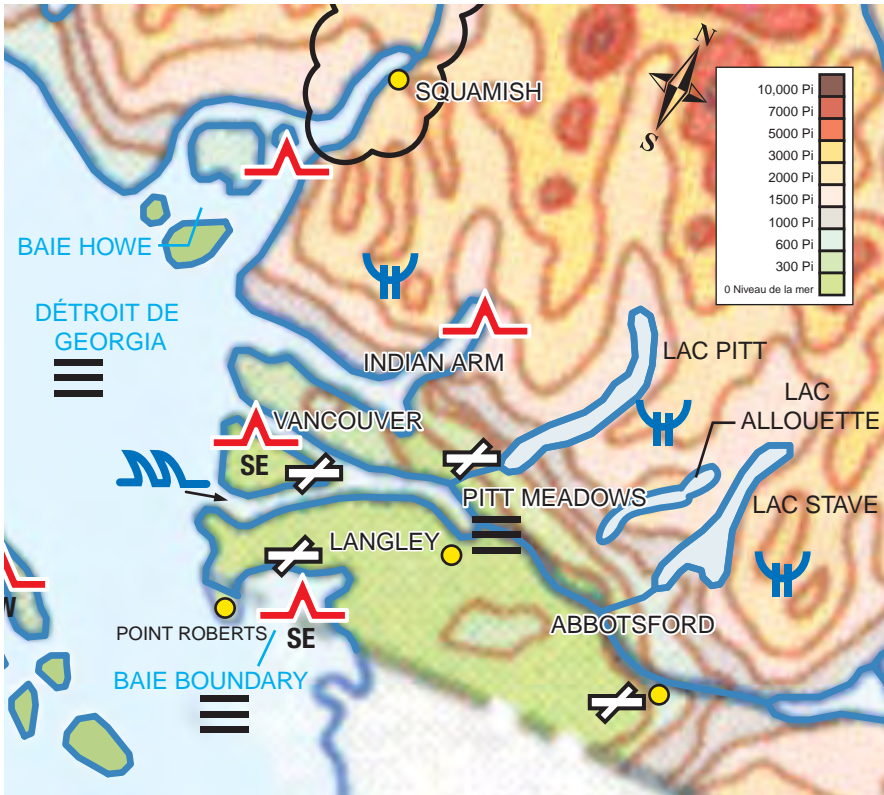 N
S
SQUAMISH
10,000 Pi
7000 Pi
5000 Pi
3000 Pi
2000 Pi
1500 Pi
1000 Pi
600 Pi
300 Pi
0 Niveau de la mer
BAIE HOWE
DÉTROIT DE
GEORGIA
INDIAN ARM
LAC PITT
LAC
ALLOUETTE
VANCOUVER
SE
PITT MEADOWS
LAC STAVE
LANGLEY
W
POINT ROBERTS
SE
ABBOTSFORD
BAIE BOUNDARY